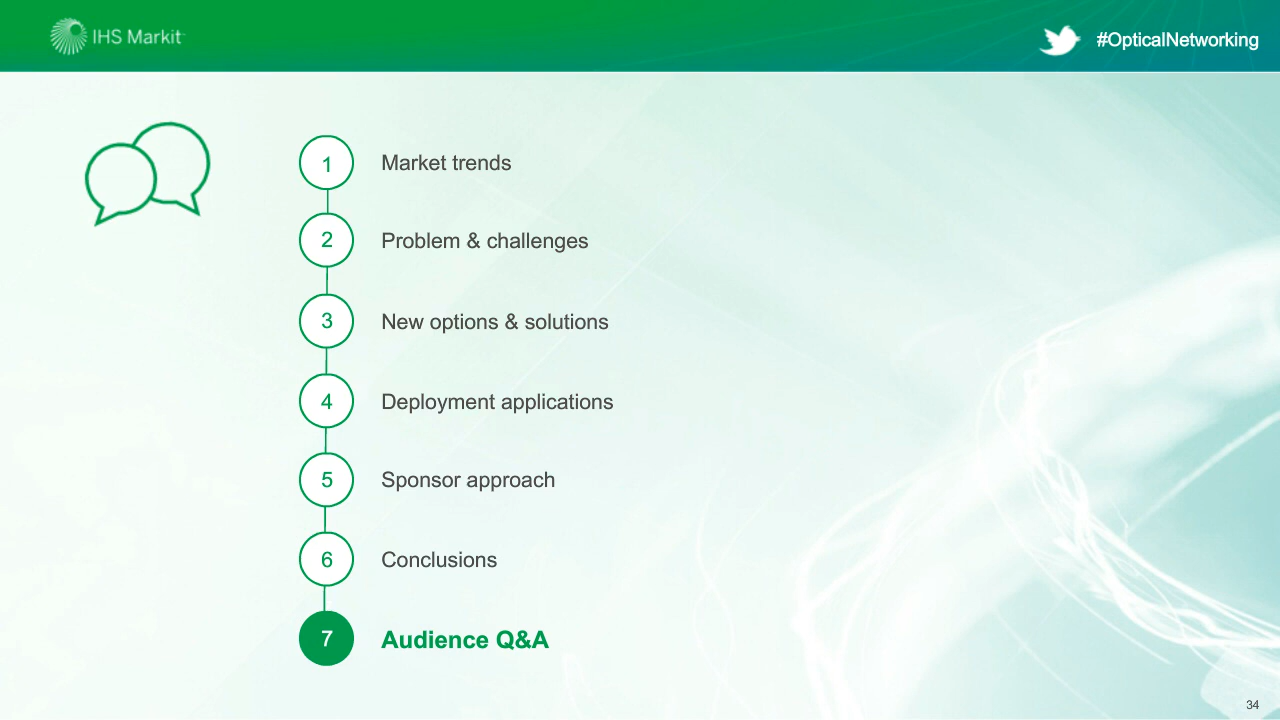 IHS Markit™
#OpticalNetworking
1 Market trends
2 Problem & challenges
3 New options & solutions
4 Deployment applications
5 Sponsor approach
6 Conclusions
7 Audience Q&A
34